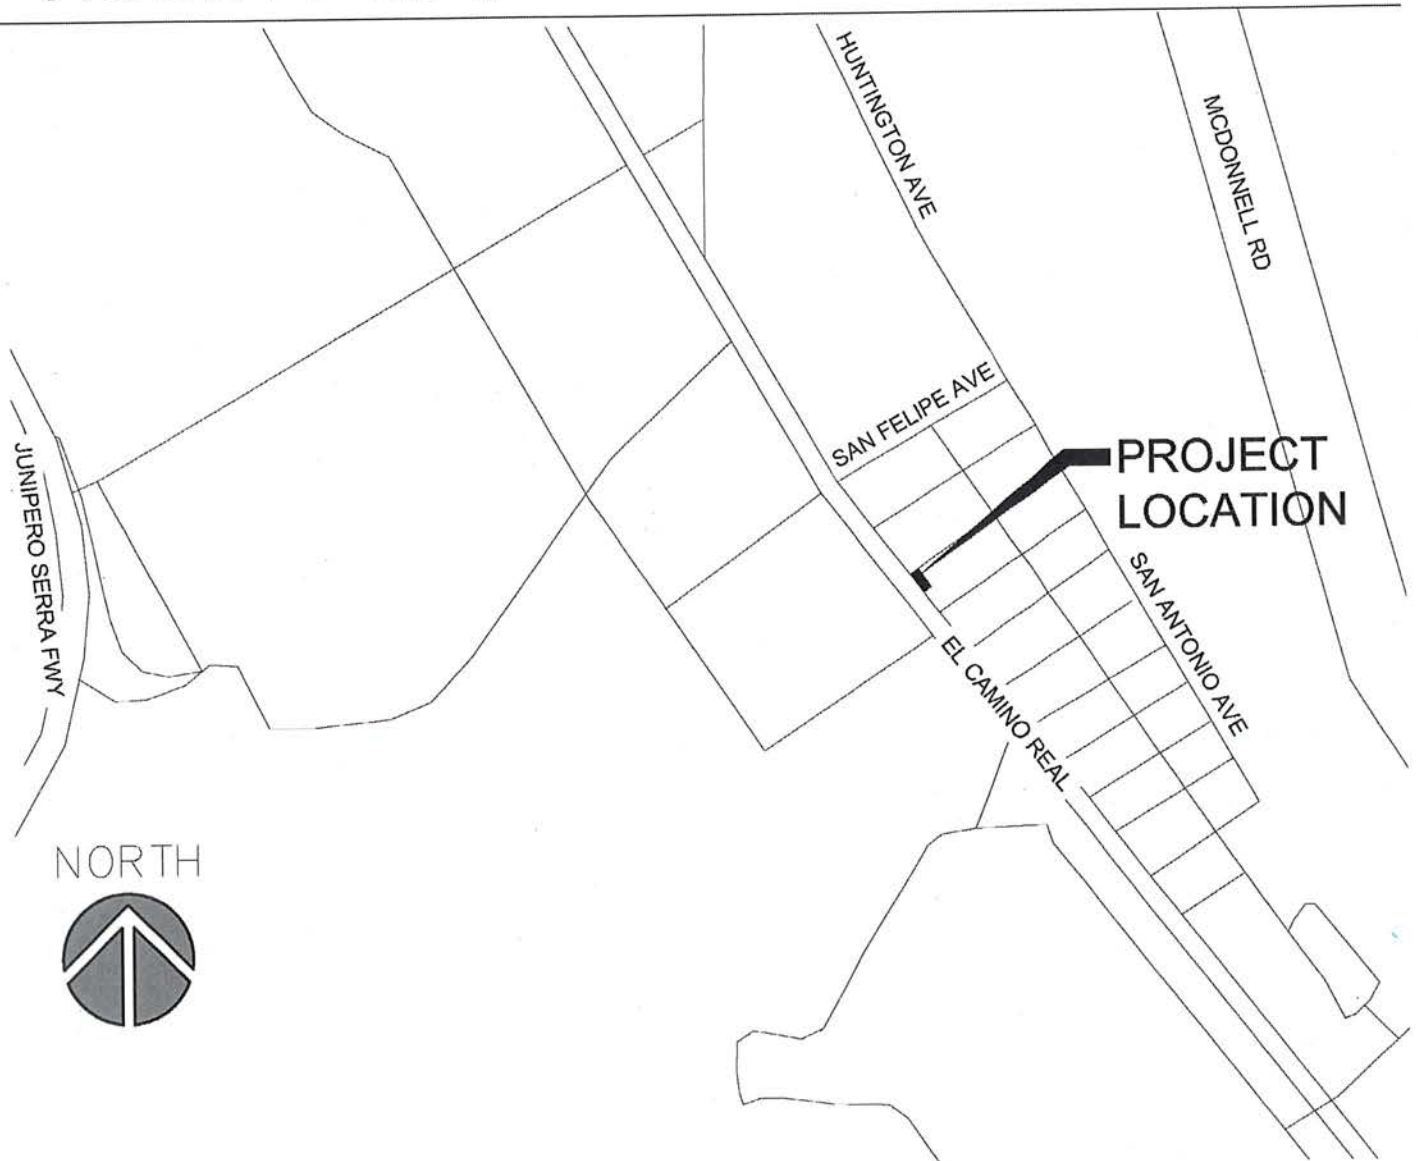 HUNTINGTON AVE
MCDONNELL RD
SAN FELIPE AVE
PROJECT
LOCATION
JUNIPERO SERRA FWY
SAN ANTONIO AVE
EL CAMINO REAL
NORTH